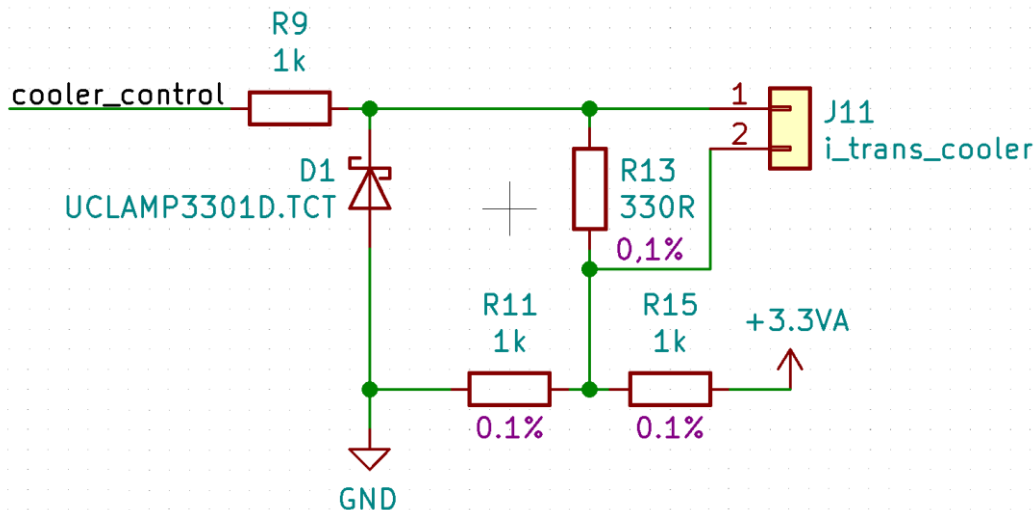 R9
1k
cooler_control
1
2
J11
i_trans_cooler
D1
UCLAMP3301D.TCT
R13
330R
0,1%
R11
1k
0.1%
R15
1k
0.1%
+3.3VA
GND